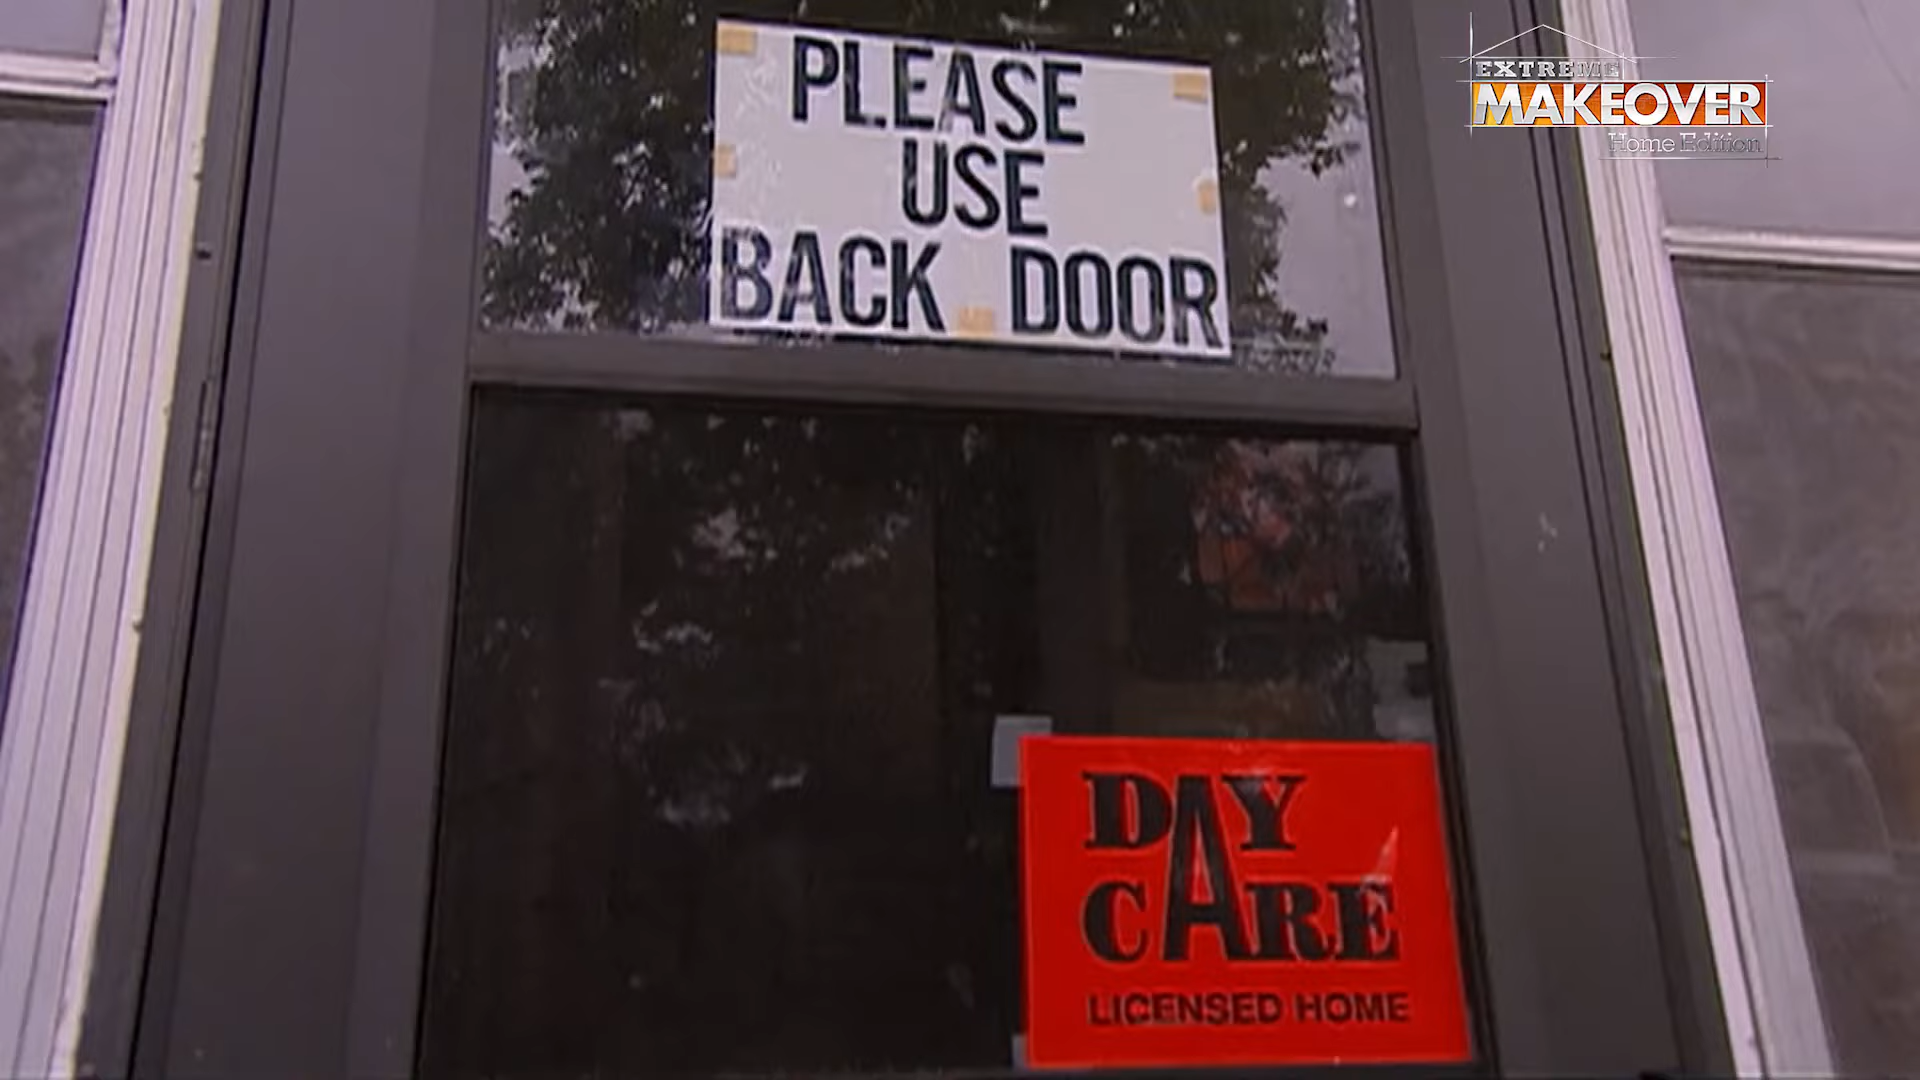 PLEASE
USE
BACK DOOR
EXTREME
MAKEOVER
Home Edition
DAY
CARE
LICENSED HOME